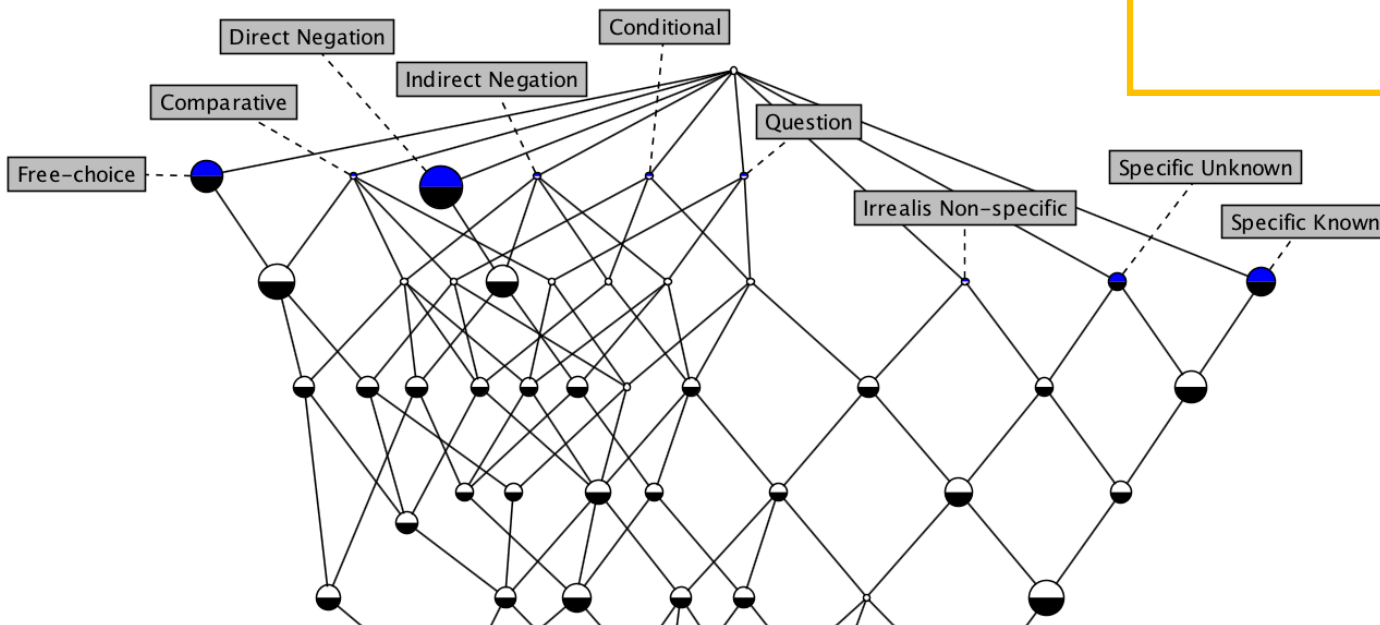 Conditional
Direct Negation
Indirect Negation
Comparative
Question
Free-choice
Specific Unknown
Irrealis Non-specific
Specific Known